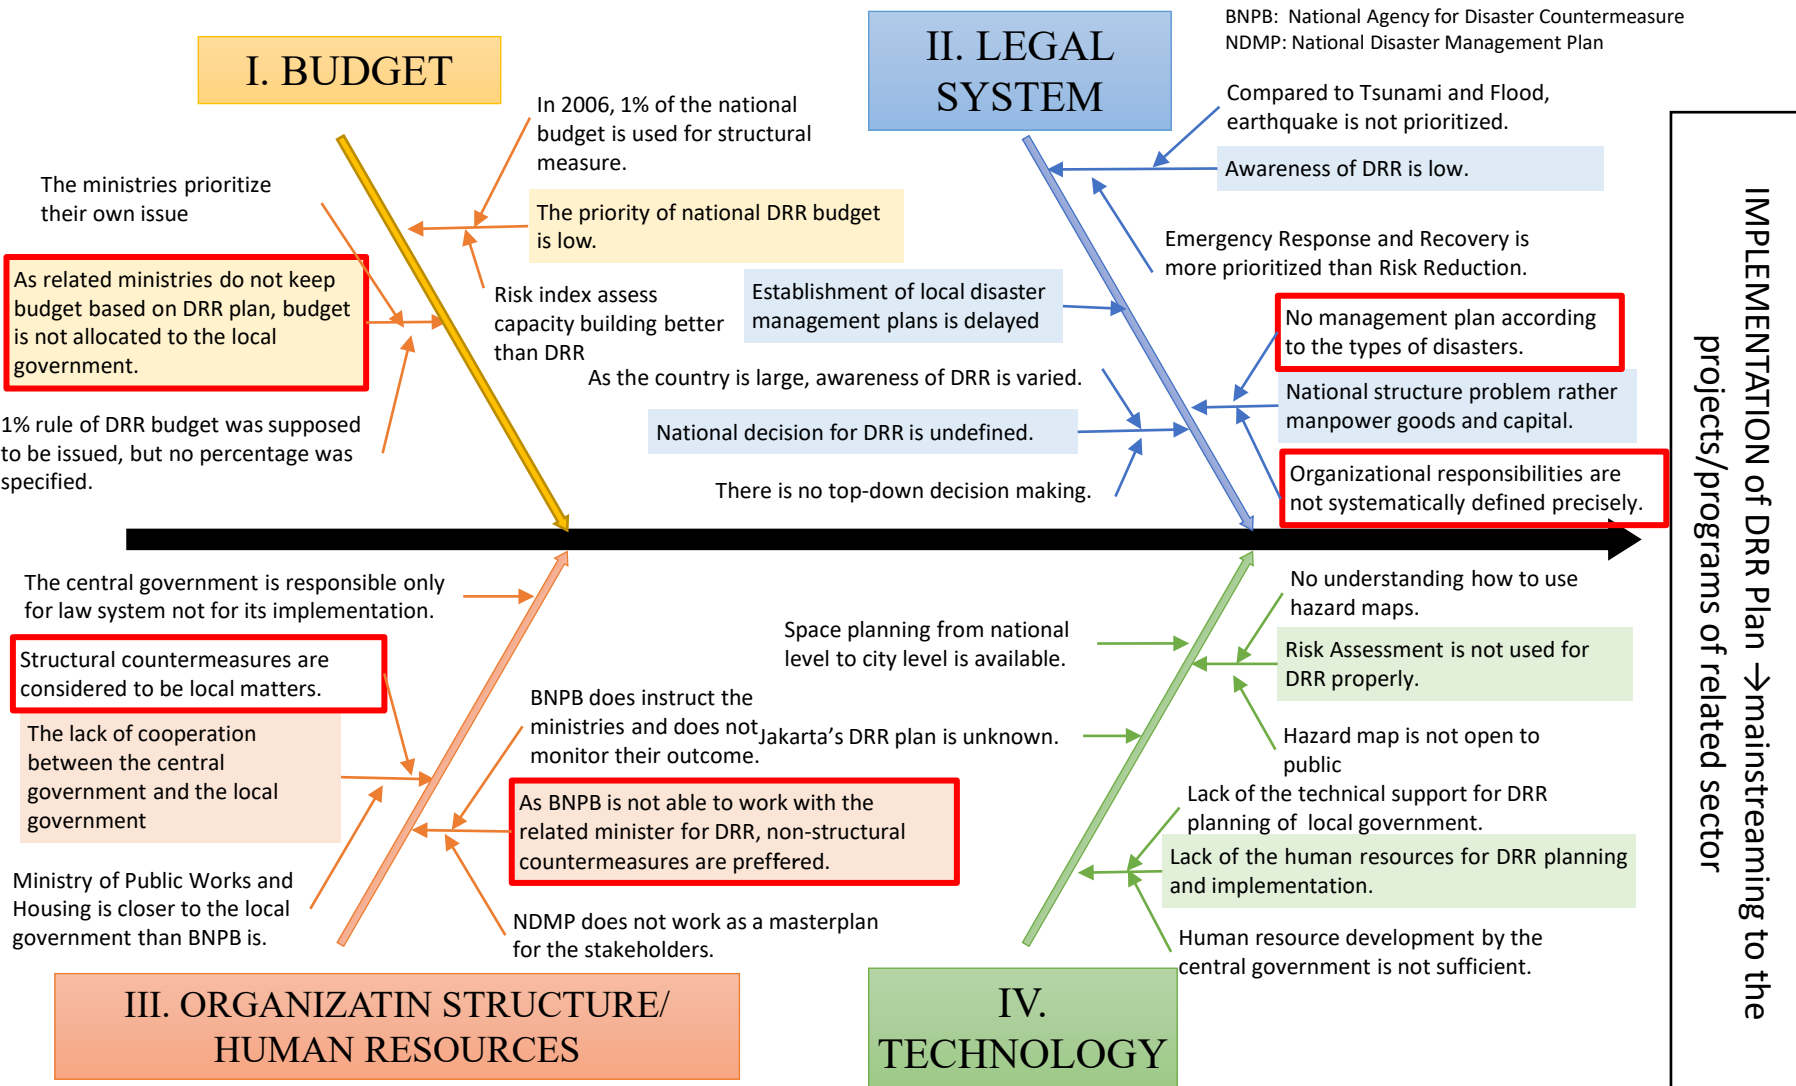 BNPB:  National Agency for Disaster Countermeasure
NDMP: National Disaster Management Plan
I. BUDGET
In 2006, 1% of the national
budget is used for structural
measure.
The ministries prioritize
their own issue
The priority of national DRR budget
is low.
As related ministries do not keep
budget based on DRR plan, budget
is not allocated to the local
government.
Risk index assess
capacity building better
than DRR
1% rule of DRR budget was supposed
to be issued, but no percentage was
specified.
II. LEGAL
SYSTEM
Compared to Tsunami and Flood,
earthquake is not prioritized.
Awareness of DRR is low.
Emergency Response and Recovery is
more prioritized than Risk Reduction.
Establishment of local disaster
management plans is delayed
No management plan according
to the types of disasters.
As the country is large, awareness of DRR is varied.
National structure problem rather
manpower goods and capital.
National decision for DRR is undefined.
Organizational responsibilities are
not systematically defined precisely.
There is no top-down decision making.
The central government is responsible only
for law system not for its implementation.
Structural countermeasures are
considered to be local matters.
The lack of cooperation
between the central
government and the local
government
BNPB does instruct the
ministries and does not
monitor their outcome.
As BNPB is not able to work with the
related minister for DRR, non-structural
countermeasures are preffered.
Ministry of Public Works and
Housing is closer to the local
government than BNPB is.
NDMP does not work as a masterplan
for the stakeholders.
III. ORGANIZATIN STRUCTURE/
HUMAN RESOURCES
No understanding how to use
hazard maps.
Space planning from national
level to city level is available.
Risk Assessment is not used for
DRR properly.
Jakarta’s DRR plan is unknown.
Hazard map is not open to
public
Lack of the technical support for DRR
planning of  local government.
Lack of the human resources for DRR planning
and implementation.
Human resource development by the
central government is not sufficient.
IV.
TECHNOLOGY
IMPLEMENTATION of DRR Plan →mainstreaming to the
projects/programs of related sector